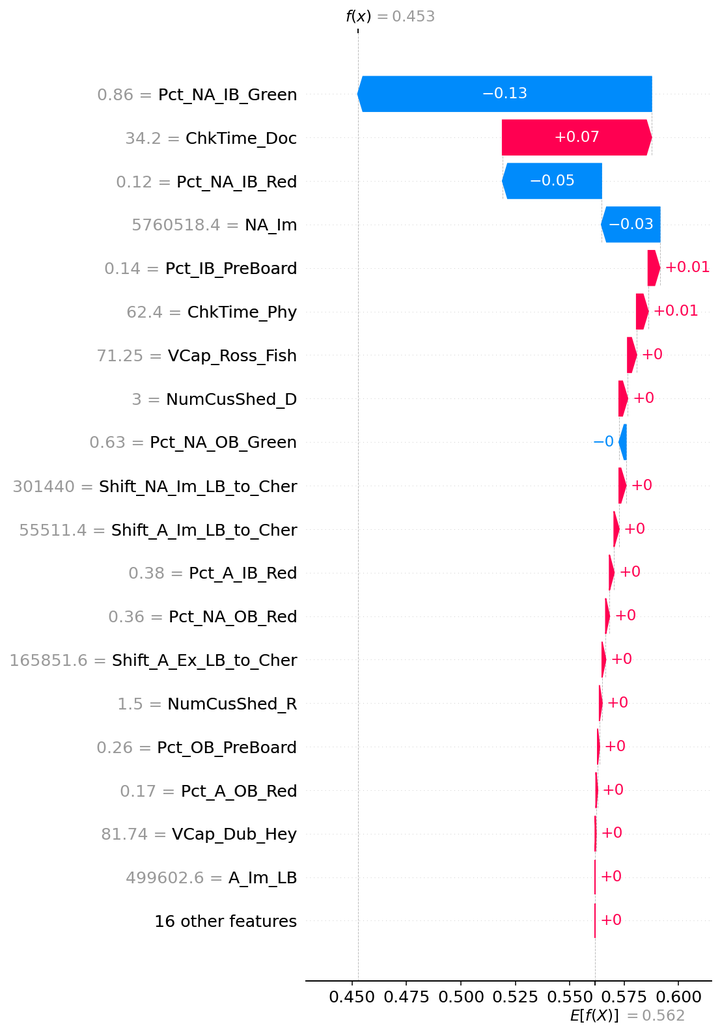 f(x) = 0.453
0.86 = Pct_NA_IB_Green −0.13
34.2 = ChkTime_Doc +0.07
0.12 = Pct_NA_IB_Red −0.05
5760518.4 = NA_Im −0.03
0.14 = Pct_IB_PreBoard +0.01
62.4 = ChkTime_Phy +0.01
71.25 = VCap_Ross_Fish +0
3 = NumCusShed_D +0
0.63 = Pct_NA_OB_Green −0
301440 = Shift_NA_Im_LB_to_Cher +0
55511.4 = Shift_A_Im_LB_to_Cher +0
0.38 = Pct_A_IB_Red +0
0.36 = Pct_NA_OB_Red +0
165851.6 = Shift_A_Ex_LB_to_Cher +0
1.5 = NumCusShed_R +0
0.26 = Pct_OB_PreBoard +0
0.17 = Pct_A_OB_Red +0
81.74 = VCap_Dub_Hey +0
499602.6 = A_Im_LB +0
16 other features +0
0.450 0.475 0.500 0.525 0.550 0.575 0.600
E[f(X)] = 0.562